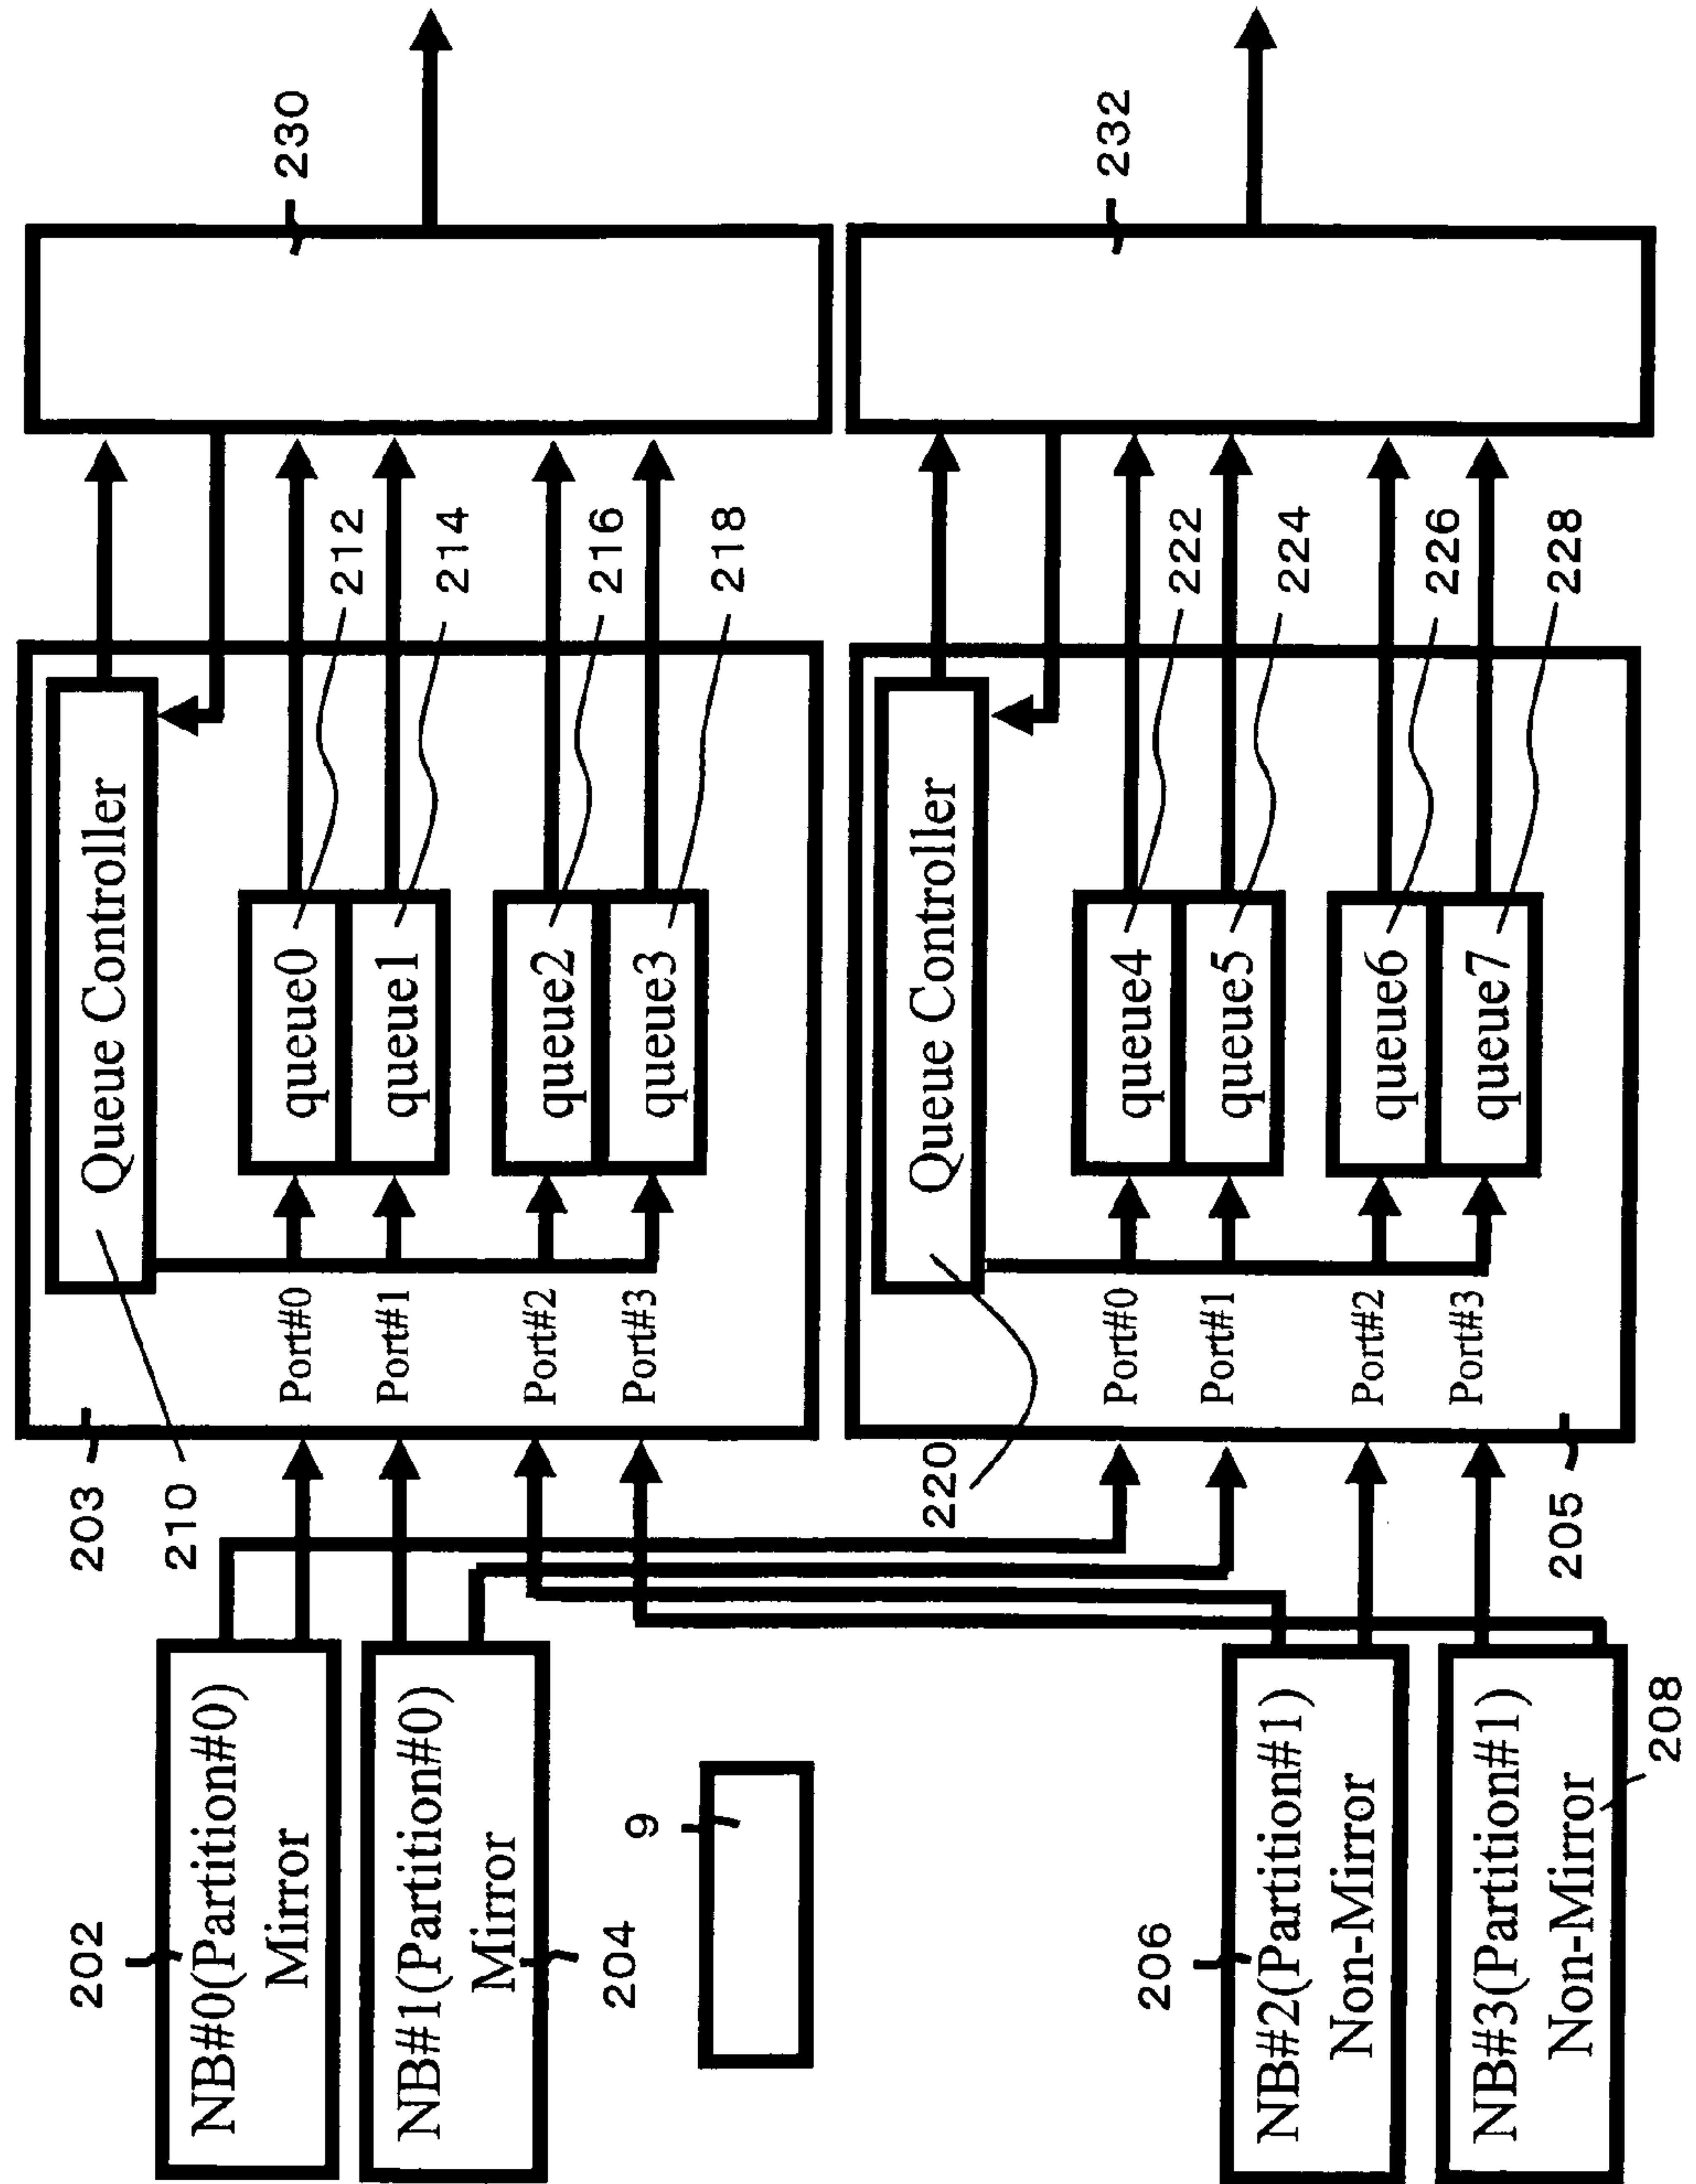 202
NB#0(Partition#0)
Mirror
NB#1(Partition#0)
Mirror
204
9
206
NB#2(Partition#1)
Non-Mirror
NB#3(Partition#1)
Non-Mirror
208
203
210
Queue Controller
Port#0
Port#1
Port#2
Port#3
queue0
queue1
queue2
queue3
212
214
216
218
230
220
205
Queue Controller
Port#0
Port#1
Port#2
Port#3
queue4
queue5
queue6
queue7
222
224
226
228
232